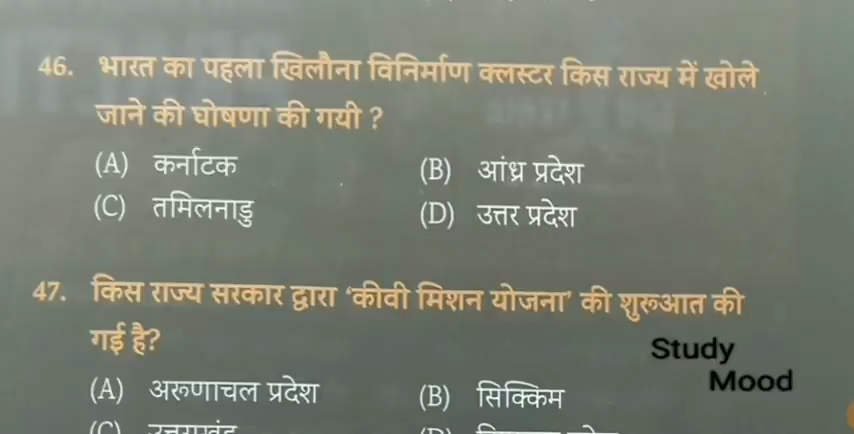 46. भारत का पहला खिलौना विनिर्माण क्लस्टर किस राज्य में खोले
जाने की घोषणा की गयी ?
(A) कर्नाटक (B) आंध्र प्रदेश
(C) तमिलनाडु (D) उत्तर प्रदेश
47. किस राज्य सरकार द्वारा ‘कीवी मिशन योजना’ की शुरूआत की
गई है?
Study
Mood
(A) अरूणाचल प्रदेश (B) सिक्किम
(C) (D)